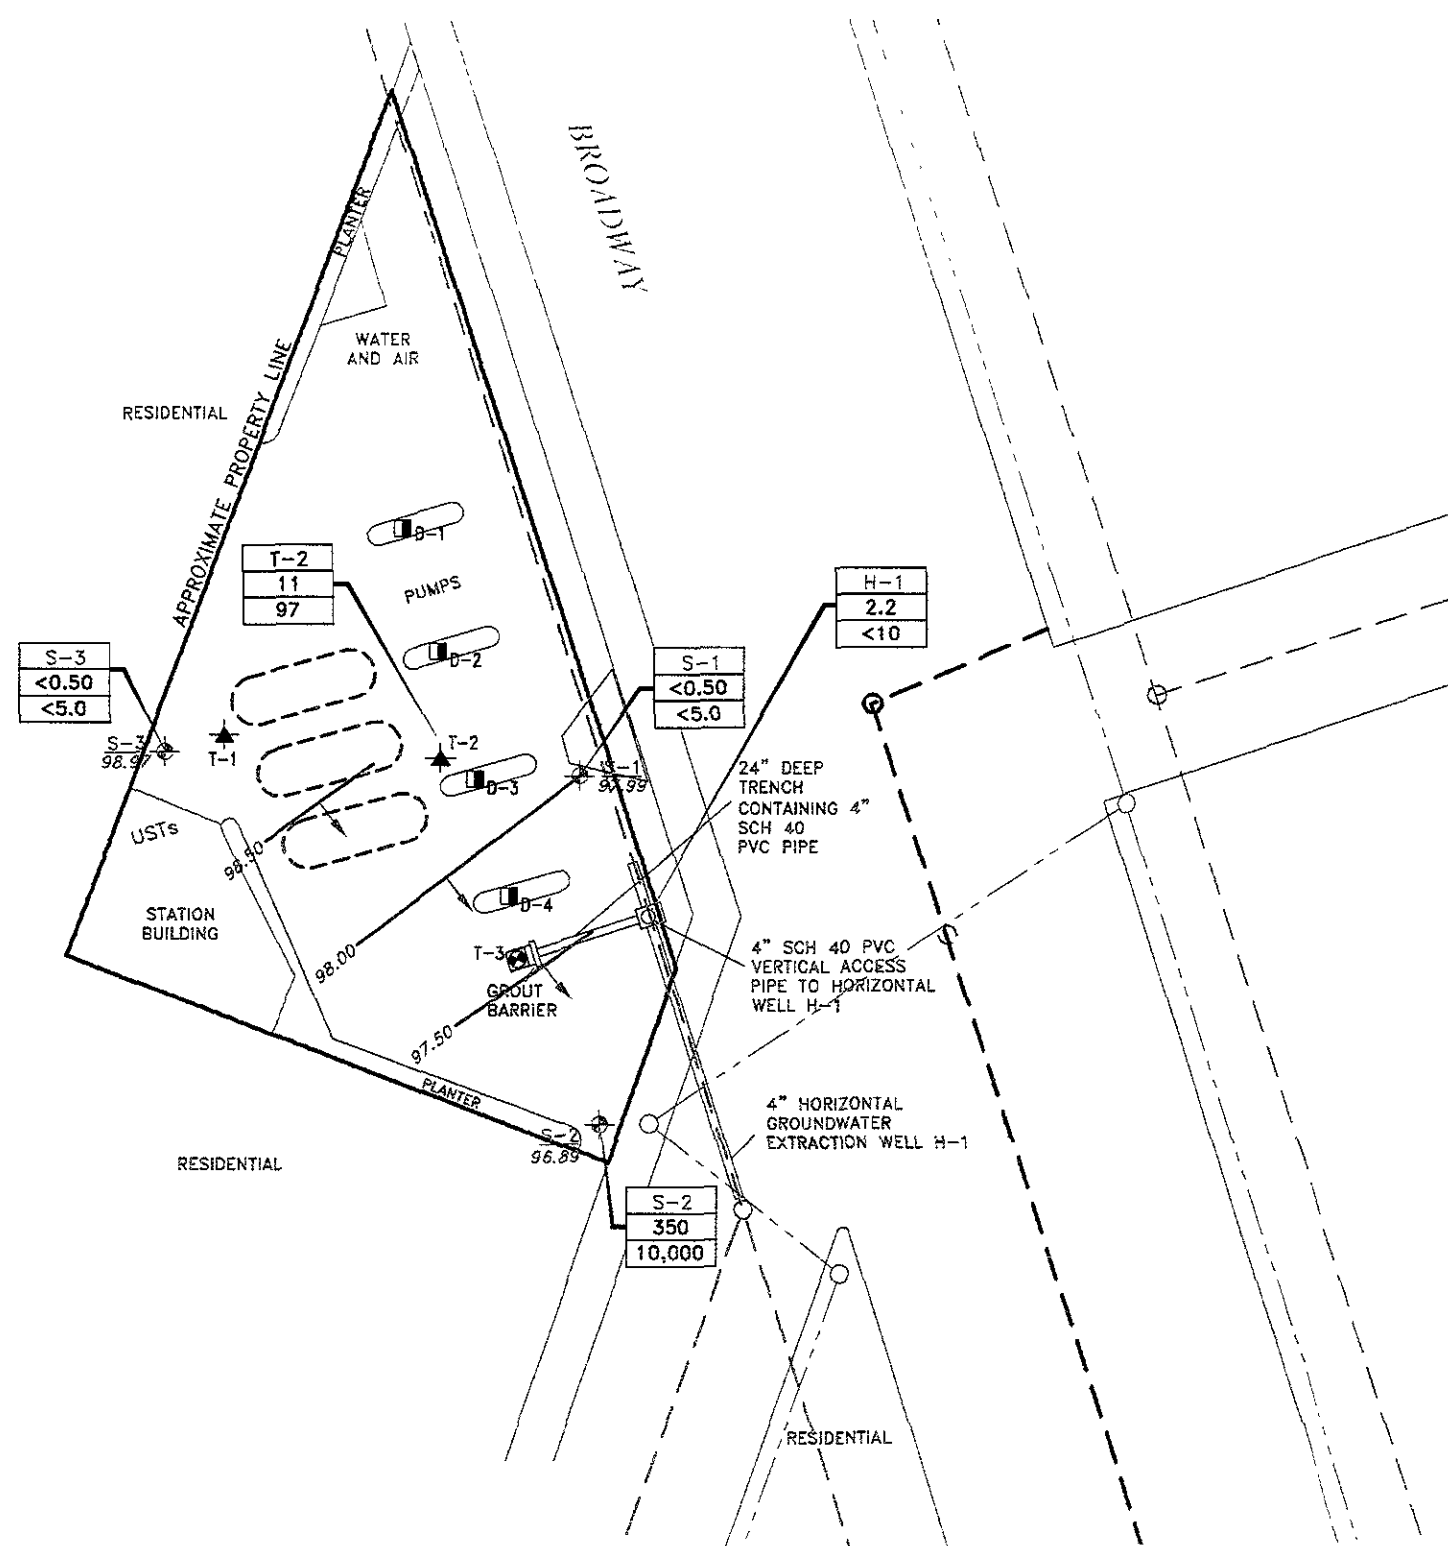 BROADWAY
PLANTER
WATER
AND AIR
RESIDENTIAL
APPROXIMATE PROPERTY LINE
D-1
PUMPS
T-2
11
97
H-1
2.2
<10
D-2
S-3
<0.50
<5.0
S-1
<0.50
<5.0
S-3
98.97
T-1
T-2
D-3
S-1
97.99
24" DEEP
TRENCH
CONTAINING 4"
SCH 40
PVC PIPE
USTs
98.50
D-4
STATION
BUILDING
98.00
T-3
GROUT
BARRIER
4" SCH 40 PVC
VERTICAL ACCESS
PIPE TO HORIZONTAL
WELL H-1
97.50
PLANTER
4" HORIZONTAL
GROUNDWATER
EXTRACTION WELL H-1
S-2
96.89
RESIDENTIAL
S-2
350
10,000
RESIDENTIAL